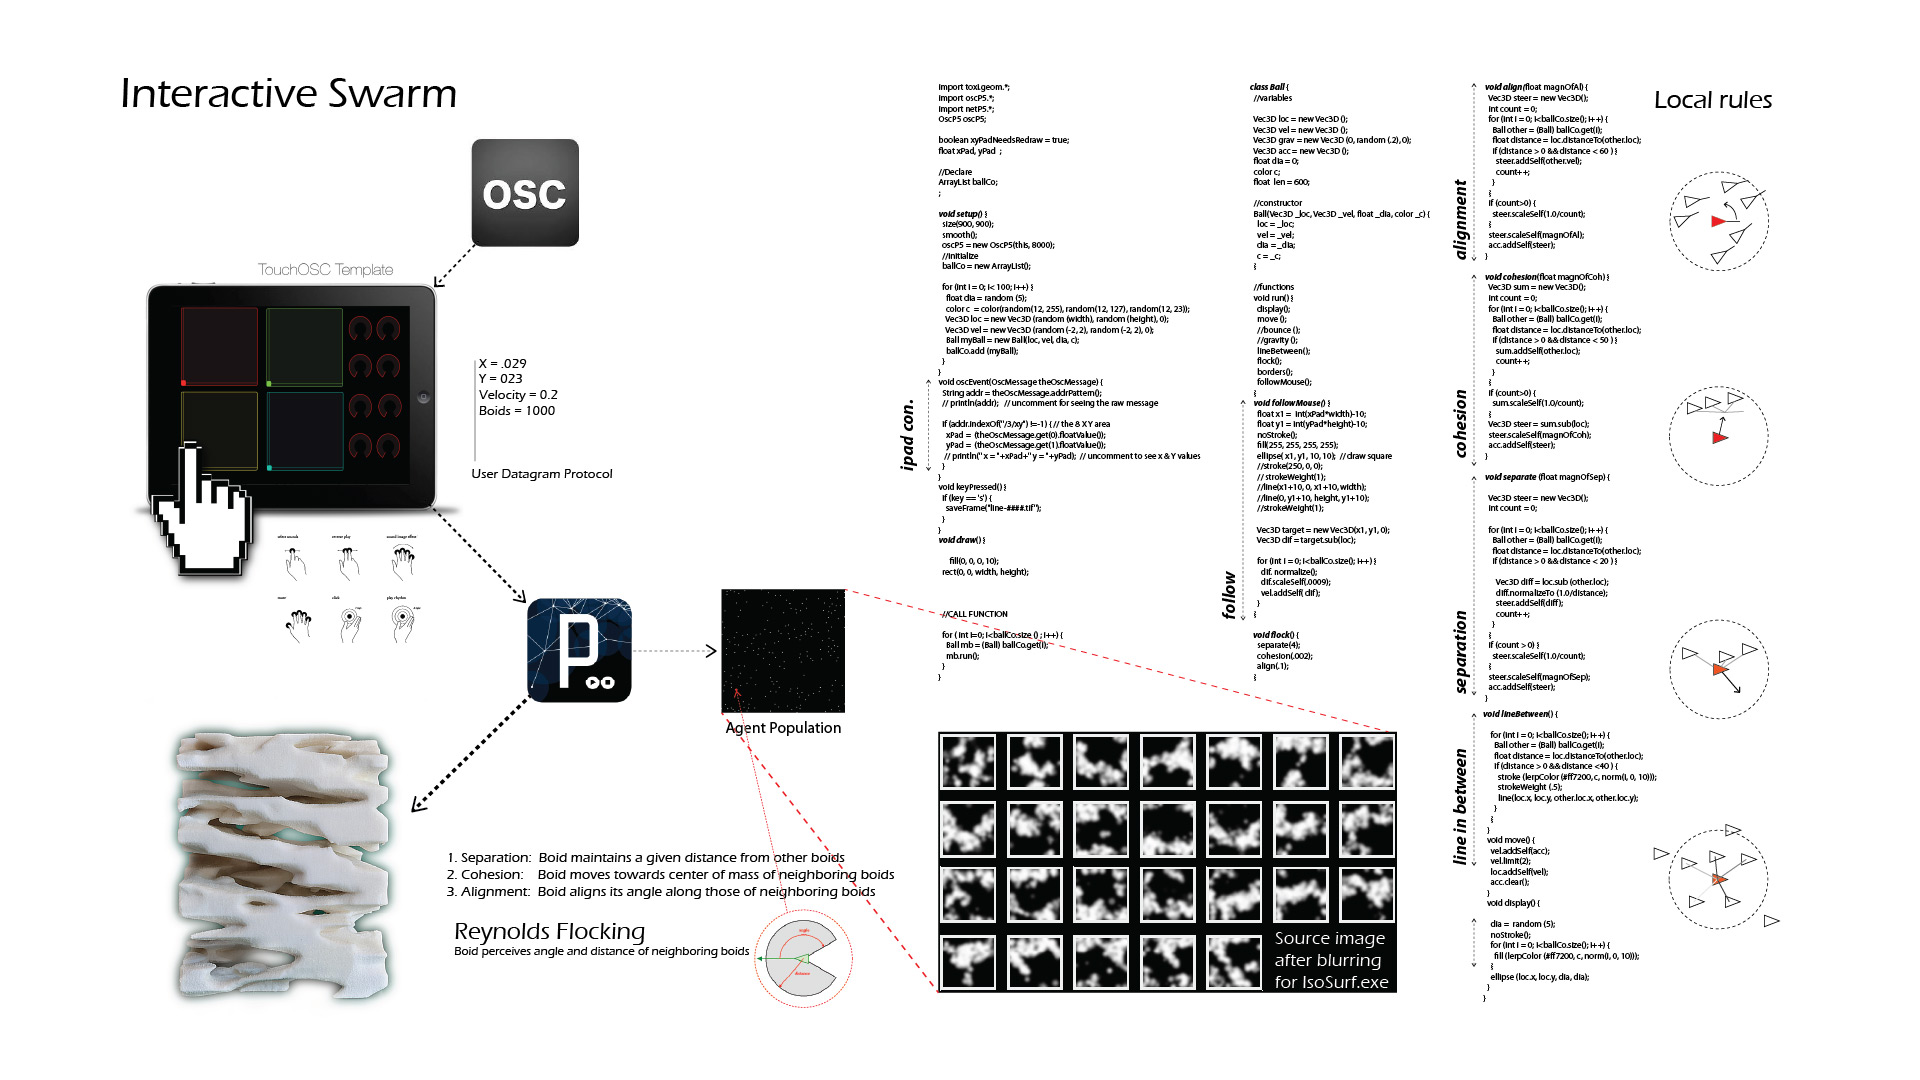 Interactive Swarm
OSC
TouchOSC Template
X = .029
Y = 023
Velocity = 0.2
Boids = 1000
User Datagram Protocol
P
Agent Population
1. Separation: Boid maintains a given distance from other boids
2. Cohesion: Boid moves towards center of mass of neighboring boids
3. Alignment: Boid aligns its angle along those of neighboring boids
Reynolds Flocking
Boid perceives angle and distance of neighboring boids
angle
distance
import toxi.geom.*;
import oscP5.*;
import netP5.*;
OscP5 oscP5;
boolean xyPadNeedsRedraw = true;
float xPad, yPad ;
//Declare
ArrayList ballCo;
;
void setup() {
size(900, 900);
smooth();
oscP5 = new OscP5(this, 8000);
//initialize
ballCo = new ArrayList();
for (int i = 0; i < 100; i++) {
float dia = random (5);
color c = color(random(12, 255), random(12, 127), random(12, 23));
Vec3D loc = new Vec3D (random (width), random (height), 0);
Vec3D vel = new Vec3D (random (-2, 2), random (-2, 2), 0);
Ball myBall = new Ball(loc, vel, dia, c);
ballCo.add (myBall);
}
}
ipad con.
void oscEvent(OscMessage theOscMessage) {
String addr = theOscMessage.addrPattern();
// println(addr); // uncomment for seeing the raw message
if (addr.indexOf("/3/xy") !=-1) { // the 8 X Y area
xPad = (theOscMessage.get(0).floatValue());
yPad = (theOscMessage.get(1).floatValue());
// println(" x = "+xPad+" y = "+yPad); // uncomment to see x & Y values
}
}
void keyPressed() {
if (key == 's') {
saveFrame("line-####.tif");
}
}
void draw() {
fill(0, 0, 0, 10);
rect(0, 0, width, height);
//CALL FUNCTION
for ( int i=0; i<ballCo.size () ; i++) {
Ball mb = (Ball) ballCo.get(i);
mb.run();
}
}
class Ball {
//variables
Vec3D loc = new Vec3D ();
Vec3D vel = new Vec3D ();
Vec3D grav = new Vec3D (0, random (.2), 0);
Vec3D acc = new Vec3D ();
float dia = 0;
color c;
float len = 600;
//constructor
Ball(Vec3D _loc, Vec3D _vel, float _dia, color _c) {
loc = _loc;
vel = _vel;
dia = _dia;
c = _c;
}
//functions
void run() {
display();
move ();
//bounce ();
//gravity ();
lineBetween();
flock();
borders();
followMouse();
}
follow
void followMouse() {
float x1 = int(xPad*width)-10;
float y1 = int(yPad*height)-10;
noStroke();
fill(255, 255, 255, 255);
ellipse( x1, y1, 10, 10); // draw square
//stroke(250, 0, 0);
// strokeWeight(1);
//line(x1+10, 0, x1+10, width);
//line(0, y1+10, height, y1+10);
//strokeWeight(1);
Vec3D target = new Vec3D(x1, y1, 0);
Vec3D dif = target.sub(loc);
for (int i = 0; i<ballCo.size(); i++) {
dif. normalize();
dif.scaleSelf(.0009);
vel.addSelf( dif);
}
}
void flock() {
separate(4);
cohesion(.002);
align(.1);
}
alignment
void align(float magnOfAl) {
Vec3D steer = new Vec3D();
int count = 0;
for (int i = 0; i<ballCo.size(); i++) {
Ball other = (Ball) ballCo.get(i);
float distance = loc.distanceTo(other.loc);
if (distance > 0 && distance < 60 ) {
steer.addSelf(other.vel);
count++;
}
}
if (count>0) {
steer.scaleSelf(1.0/count);
}
steer.scaleSelf(magnOfAl);
acc.addSelf(steer);
}
cohesion
void cohesion(float magnOfCoh) {
Vec3D sum = new Vec3D();
int count = 0;
for (int i = 0; i<ballCo.size(); i++) {
Ball other = (Ball) ballCo.get(i);
float distance = loc.distanceTo(other.loc);
if (distance > 0 && distance < 50 ) {
sum.addSelf(other.loc);
count++;
}
}
if (count>0) {
sum.scaleSelf(1.0/count);
}
Vec3D steer = sum.sub(loc);
steer.scaleSelf(magnOfCoh);
acc.addSelf(steer);
}
separation
void separate (float magnOfSep) {
Vec3D steer = new Vec3D();
int count = 0;
for (int i = 0; i<ballCo.size(); i++) {
Ball other = (Ball) ballCo.get(i);
float distance = loc.distanceTo(other.loc);
if (distance > 0 && distance < 20 ) {
Vec3D diff = loc.sub (other.loc);
diff.normalizeTo (1.0/distance);
steer.addSelf(diff);
count++;
}
}
if (count > 0) {
steer.scaleSelf(1.0/count);
}
steer.scaleSelf(magnOfSep);
acc.addSelf(steer);
}
line in between
void lineBetween() {
for (int i = 0; i<ballCo.size(); i++) {
Ball other = (Ball) ballCo.get(i);
float distance = loc.distanceTo(other.loc);
if (distance > 0 && distance <40 ) {
stroke (lerpColor (#ff7200, c, norm(i, 0, 10)));
strokeWeight (.5);
line(loc.x, loc.y, other.loc.x, other.loc.y);
}
}
}
void move() {
vel.addSelf(acc);
vel.limit(2);
loc.addSelf(vel);
acc.clear();
}
void display() {
dia = random (5);
noStroke();
for (int i = 0; i<ballCo.size(); i++) {
fill (lerpColor (#ff7200, c, norm(i, 0, 10)));
}
ellipse (loc.x, loc.y, dia, dia);
}
}
Local rules
Source image
after blurring
for IsoSurf.exe